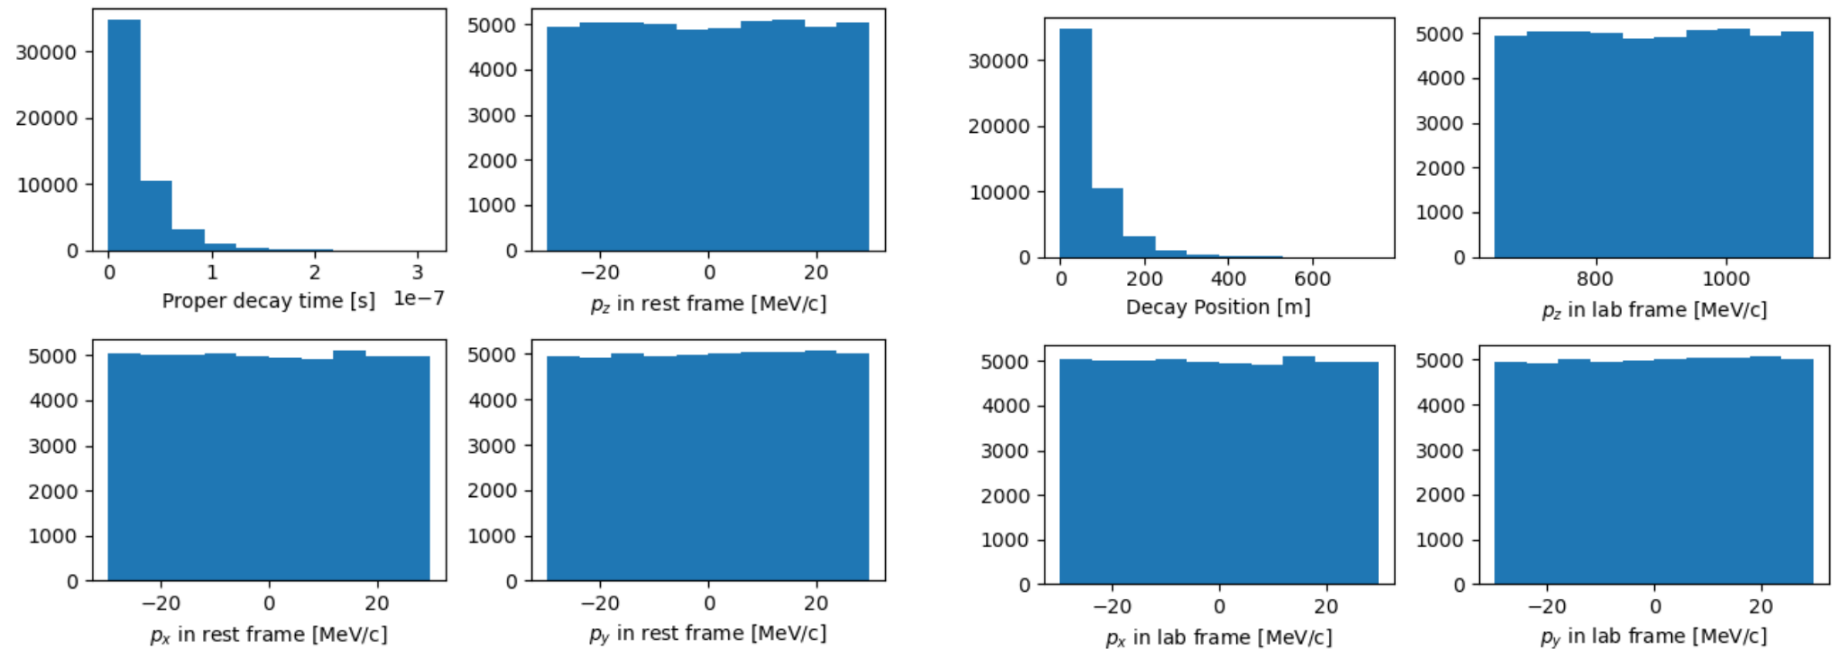 30000
20000
10000
0
0 1 2 3
1e−7
Proper decay time [s]
5000
4000
3000
2000
1000
0
−20 0 20
p_z in rest frame [MeV/c]
30000
20000
10000
0
0 200 400 600
Decay Position [m]
5000
4000
3000
2000
1000
0
800 1000
p_z in lab frame [MeV/c]
5000
4000
3000
2000
1000
0
−20 0 20
p_x in rest frame [MeV/c]
5000
4000
3000
2000
1000
0
−20 0 20
p_y in rest frame [MeV/c]
5000
4000
3000
2000
1000
0
−20 0 20
p_x in lab frame [MeV/c]
5000
4000
3000
2000
1000
0
−20 0 20
p_y in lab frame [MeV/c]